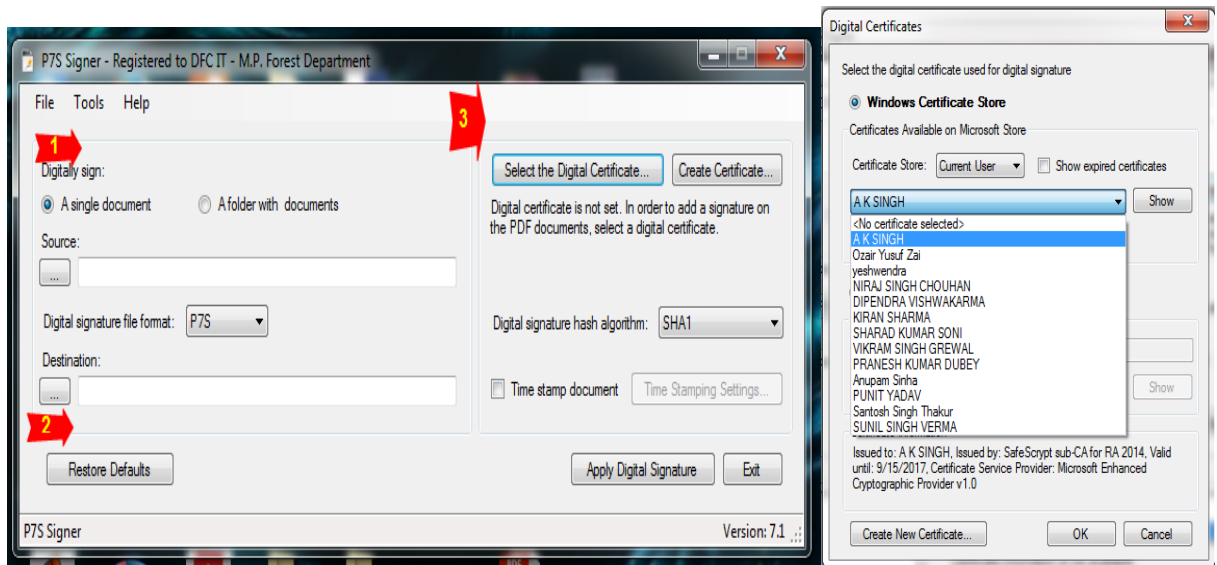 P7S Signer - Registered to DFC IT - M.P. Forest Department
File Tools Help
1
Digitally sign:
A single document A folder with documents
Source:
...
Digital signature file format: P7S
Destination:
...
2
Restore Defaults
3
Select the Digital Certificate... Create Certificate...
Digital certificate is not set. In order to add a signature on
the PDF documents, select a digital certificate.
Digital signature hash algorithm: SHA1
Time stamp document Time Stamping Settings...
Apply Digital Signature Exit
P7S Signer Version: 7.1
Digital Certificates
Select the digital certificate used for digital signature
Windows Certificate Store
Certificates Available on Microsoft Store
Certificate Store: Current User Show expired certificates
A K SINGH Show
<No certificate selected>
A K SINGH
Ozair Yusuf Zai
yeshwendra
NIRAJ SINGH CHOUHAN
DIPENDRA VISHWAKARMA
KIRAN SHARMA
SHARAD KUMAR SONI
VIKRAM SINGH GREWAL
PRANESH KUMAR DUBEY
Anupam Sinha
PUNIT YADAV
Show
Santosh Singh Thakur
SUNIL SINGH VERMA
Issued to: A K SINGH, Issued by: SafeScrypt sub-CA for RA 2014, Valid
until: 9/15/2017, Certificate Service Provider: Microsoft Enhanced
Cryptographic Provider v1.0
Create New Certificate... OK Cancel